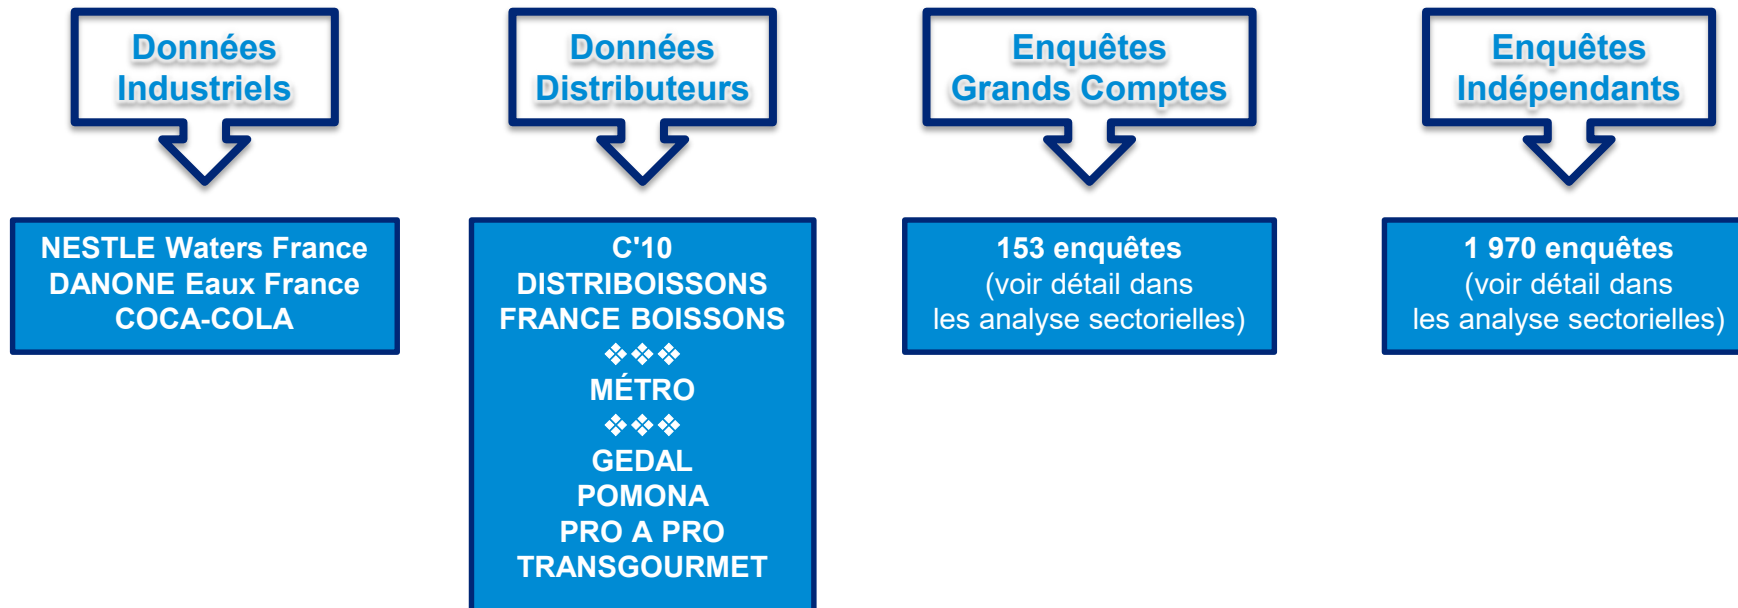 Données
Industriels
NESTLE Waters France
DANONE Eaux France
COCA-COLA
Données
Distributeurs
C'10
DISTRIBOISSONS
FRANCE BOISSONS
❖❖❖
MÉTRO
❖❖❖
GEDAL
POMONA
PRO A PRO
TRANSGOURMET
Enquêtes
Grands Comptes
153 enquêtes
(voir détail dans
les analyse sectorielles)
Enquêtes
Indépendants
1 970 enquêtes
(voir détail dans
les analyse sectorielles)